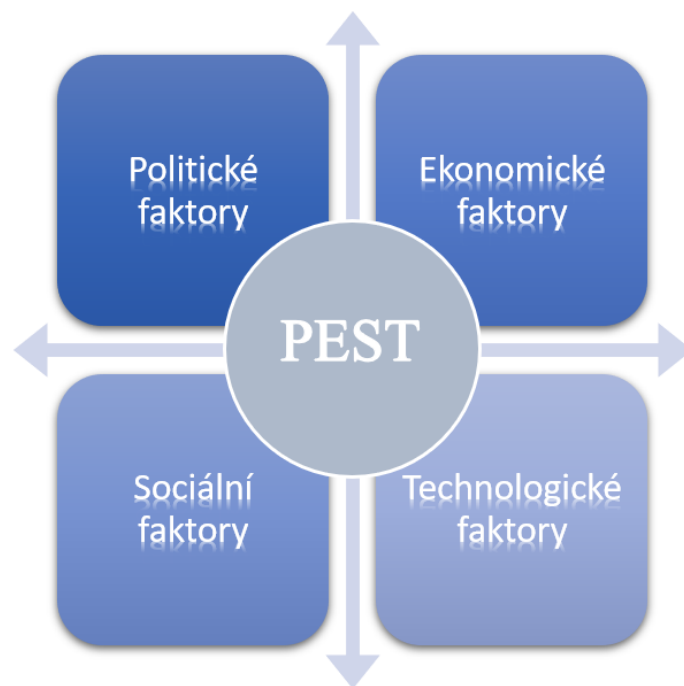 Politické
faktory
Ekonomické
faktory
PEST
Sociální
faktory
Technologické
faktory